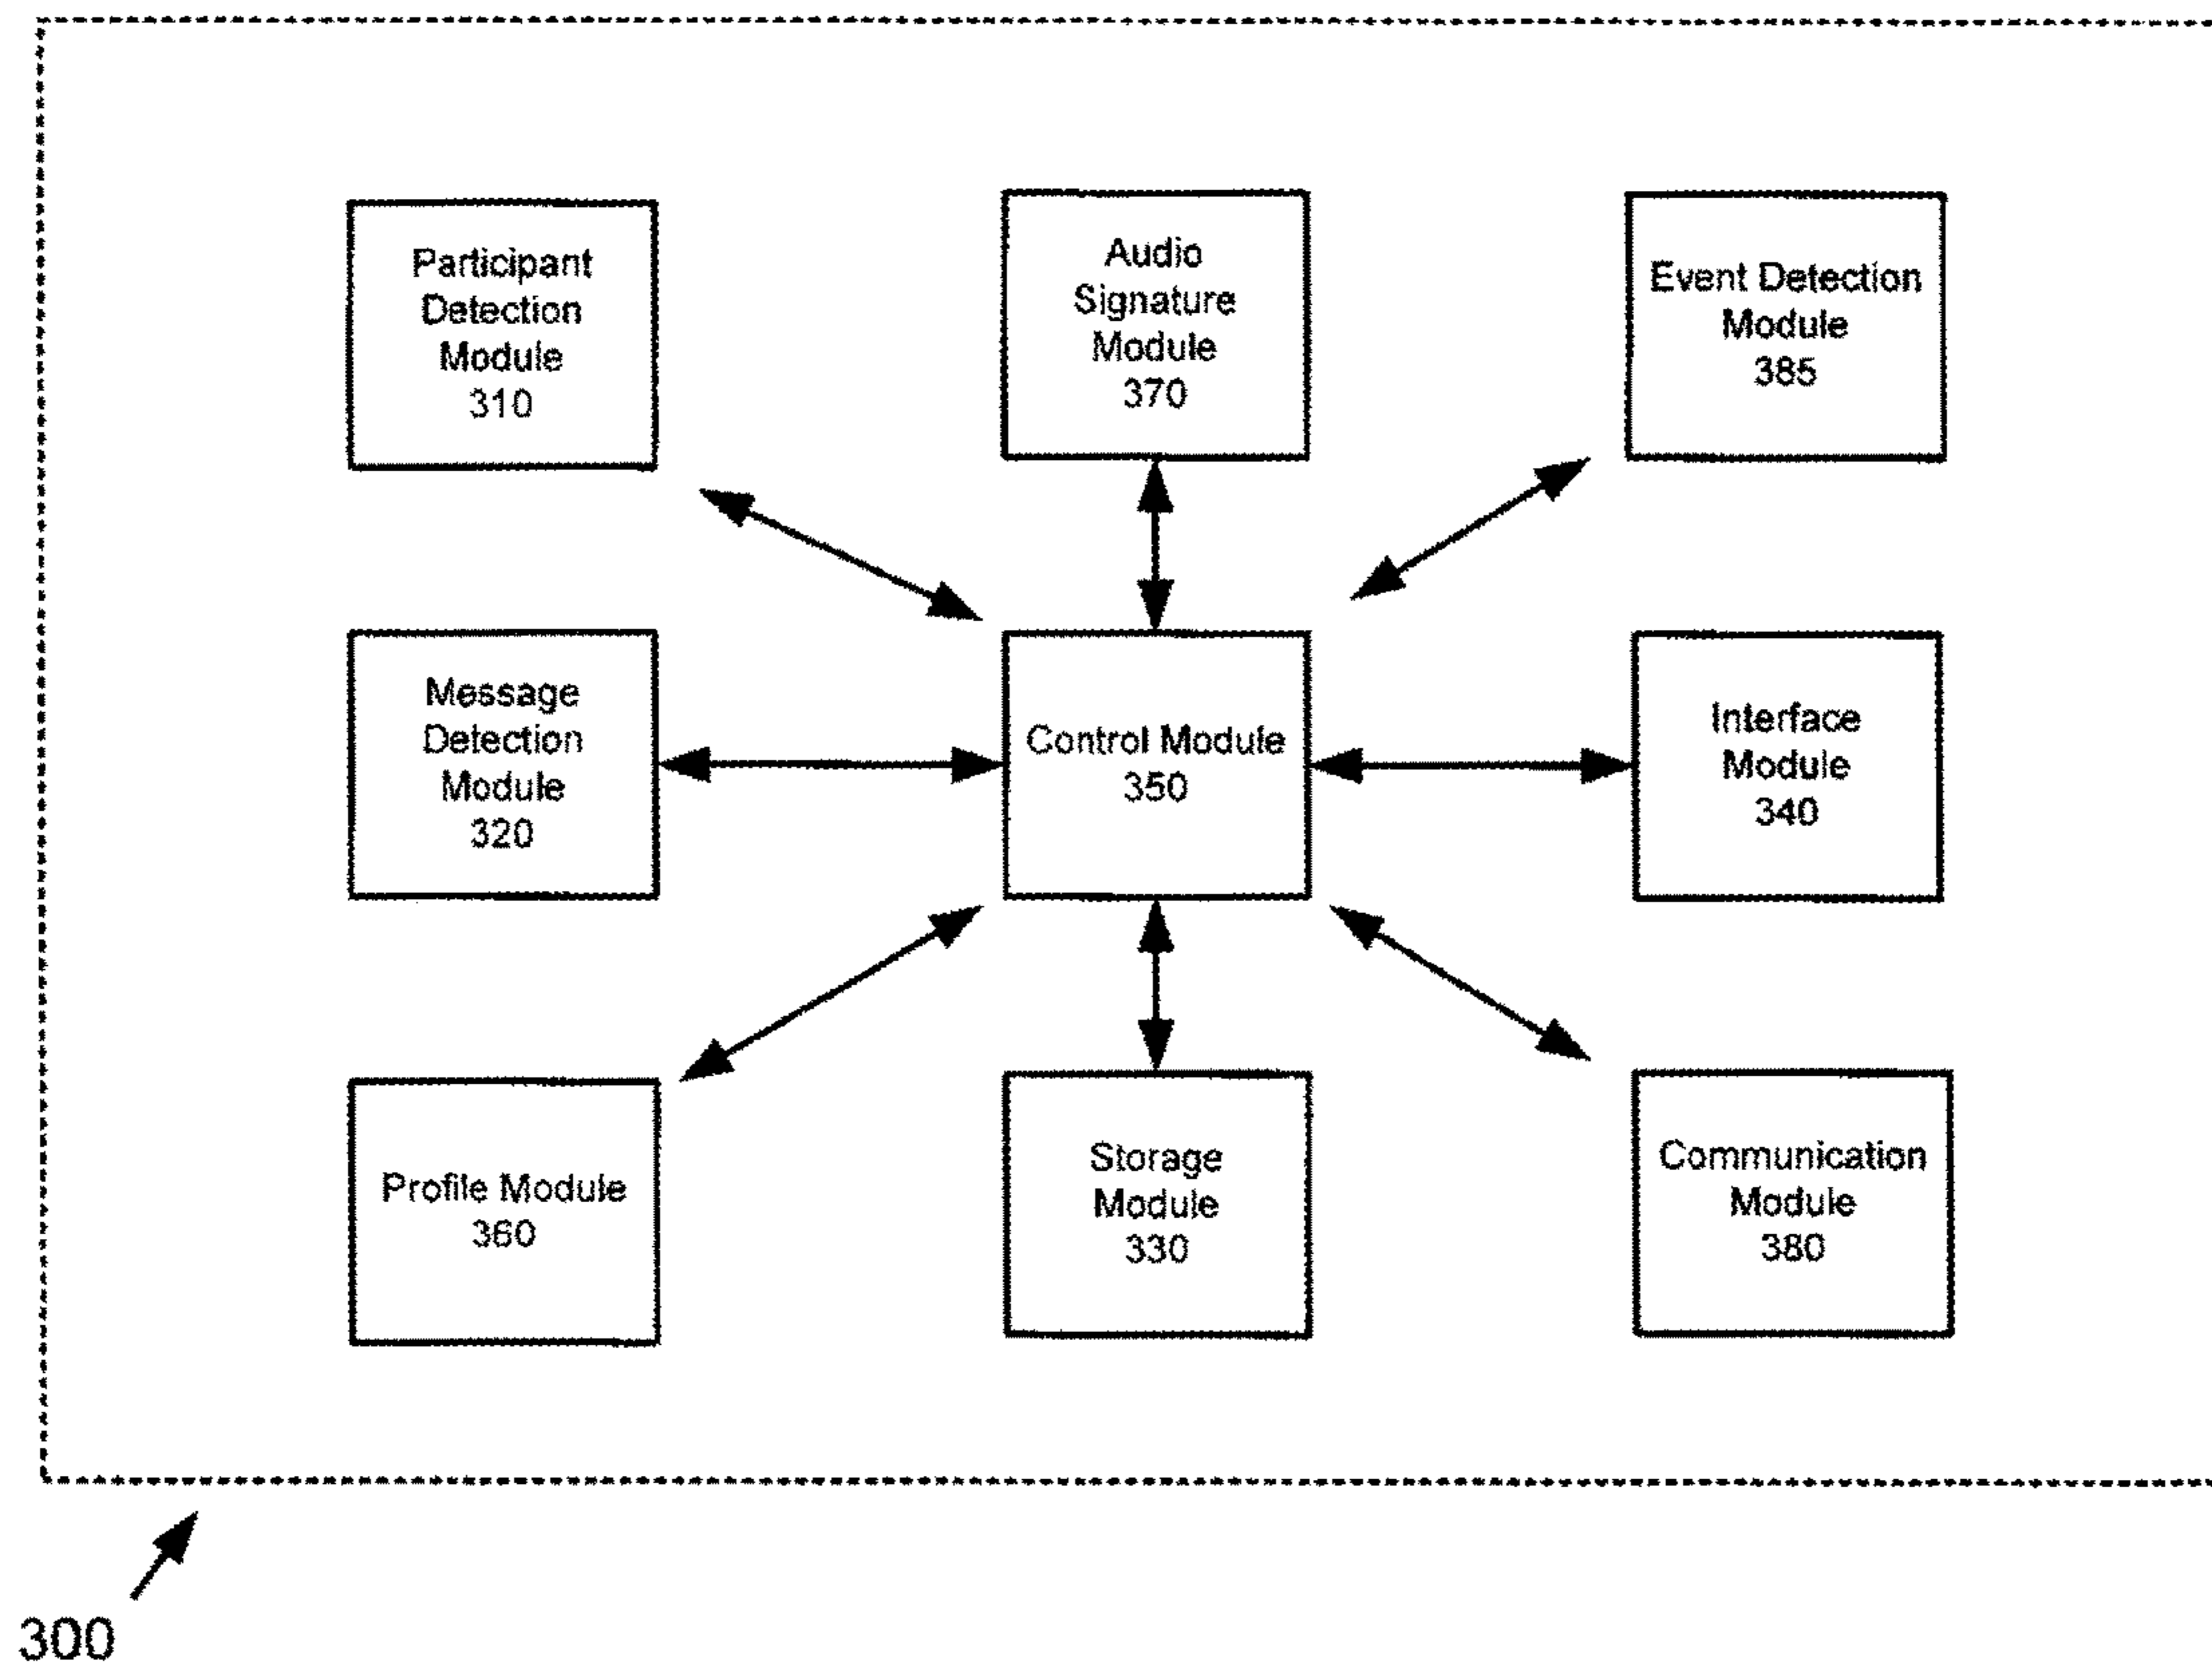 Participant
Detection
Module
310
Audio
Signature
Module
370
Event Detection
Module
385
Message
Detection
Module
320
Control Module
350
Interface
Module
340
Profile Module
360
Storage
Module
330
Communication
Module
380
300